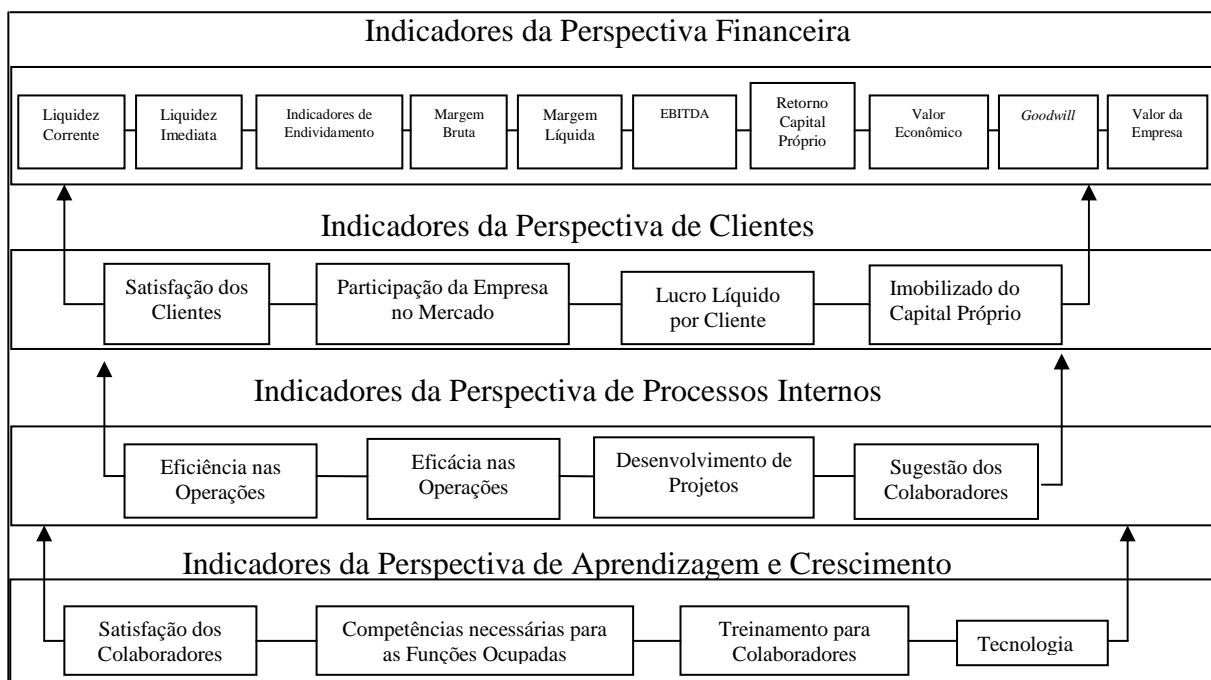 Indicadores da Perspectiva Financeira
Liquidez
Corrente
Liquidez
Imediata
Indicadores de
Endividamento
Margem
Bruta
Margem
Líquida
EBITDA
Retorno
Capital
Próprio
Valor
Econômico
Goodwill
Valor da
Empresa
Indicadores da Perspectiva de Clientes
Satisfação dos
Clientes
Participação da Empresa
no Mercado
Lucro Líquido
por Cliente
Imobilizado do
Capital Próprio
Indicadores da Perspectiva de Processos Internos
Eficiência nas
Operações
Eficácia nas
Operações
Desenvolvimento de
Projetos
Sugestão dos
Colaboradores
Indicadores da Perspectiva de Aprendizagem e Crescimento
Satisfação dos
Colaboradores
Competências necessárias para
as Funções Ocupadas
Treinamento para
Colaboradores
Tecnologia